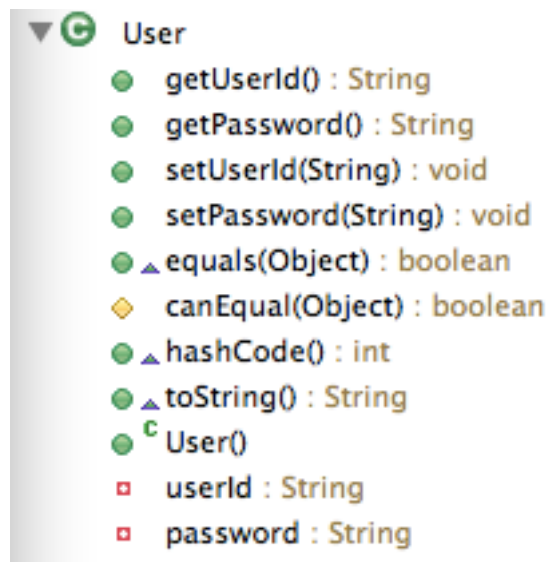 C User
getUserId() : String
getPassword() : String
setUserId(String) : void
setPassword(String) : void
equals(Object) : boolean
canEqual(Object) : boolean
hashCode() : int
toString() : String
C User()
userId : String
password : String